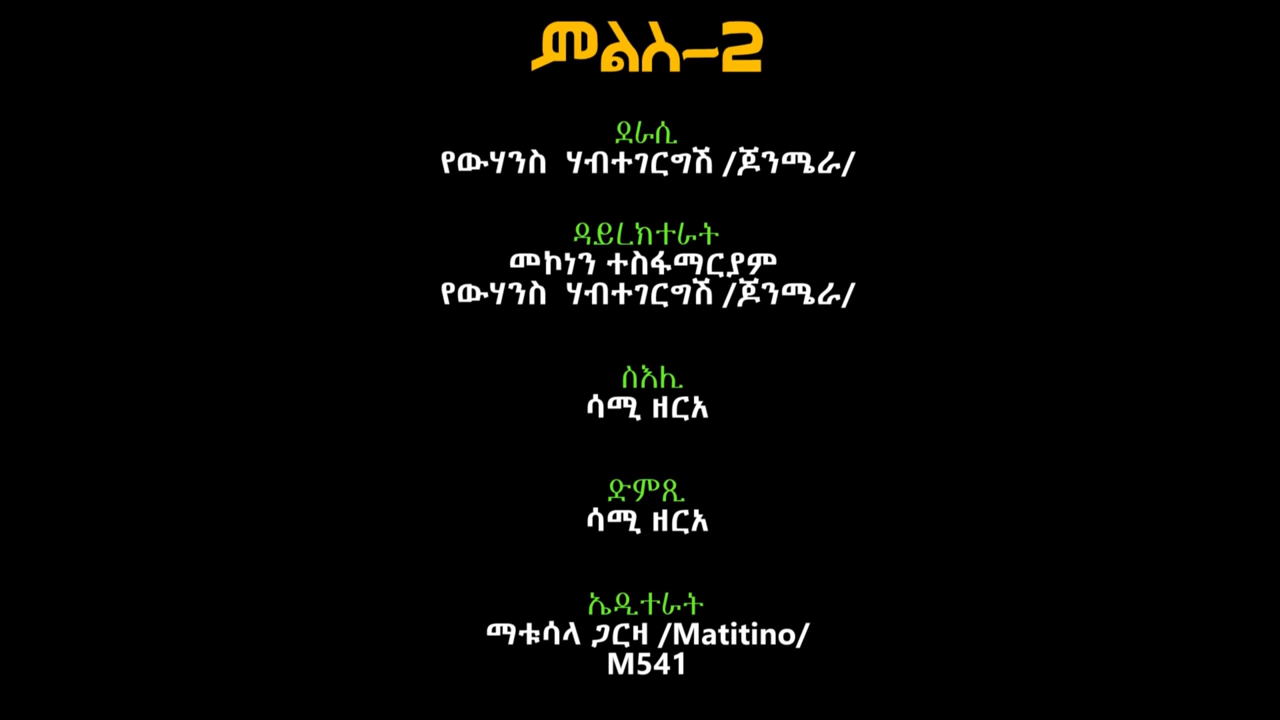 ምልስ-2
ደራሲ
የውሃንስ ሃብተገርግሽ /ጆንሜራ/
ዳይረክተራት
መኮነን ተስፋማርያም
የውሃንስ ሃብተገርግሽ /ጆንሜራ/
ስእሊ
ሳሚ ዘርአ
ድምጺ
ሳሚ ዘርአ
ኤዲተራት
ማቱሳላ ጋርዛ /Matitino/
M541